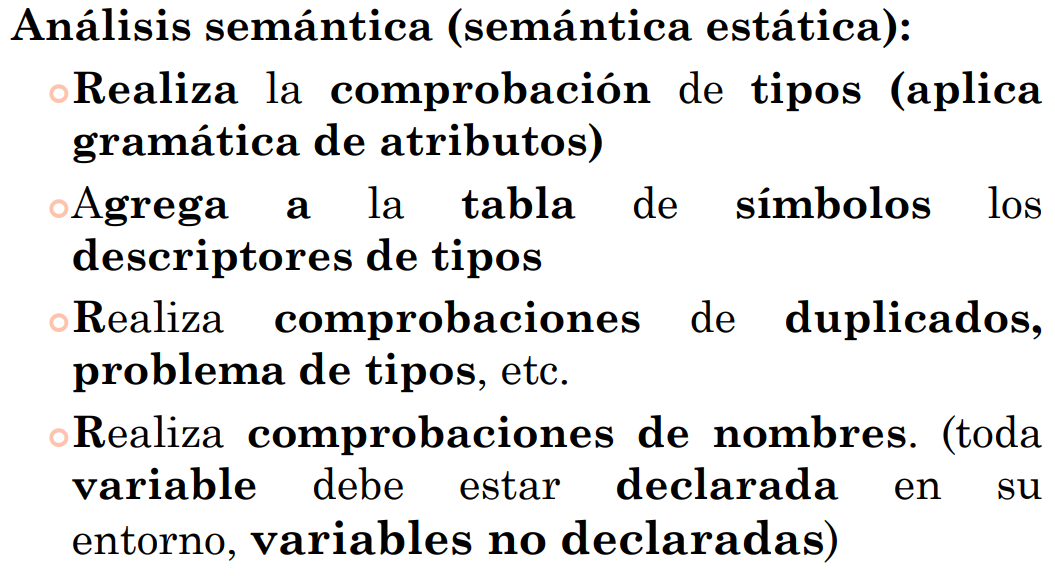 Análisis semántica (semántica estática):
Realiza la comprobación de tipos (aplica
gramática de atributos)
Agrega a la tabla de símbolos los
descriptores de tipos
Realiza comprobaciones de duplicados,
problema de tipos, etc.
Realiza comprobaciones de nombres. (toda
variable debe estar declarada en su
entorno, variables no declaradas)